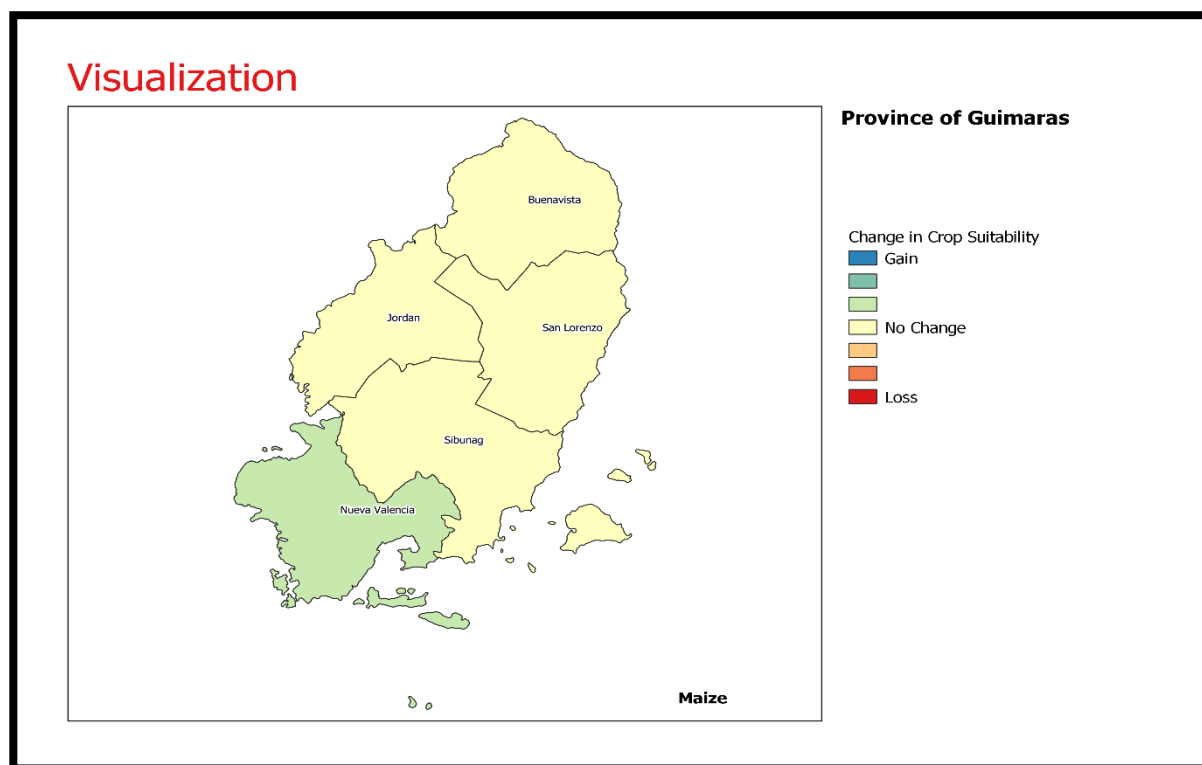 Visualization
Province of Guimaras
Buenavista
Change in Crop Suitability
Gain
Jordan
San Lorenzo
No Change
Loss
Sibunag
Nueva Valencia
Maize